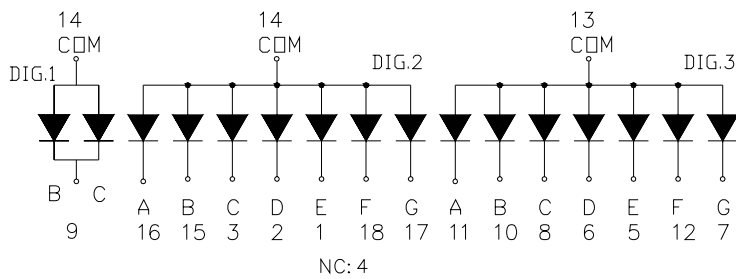 14 14 13
COM COM COM
DIG.1 DIG.2 DIG.3
B C A B C D E F G A B C D E F G
9 16 15 3 2 1 18 17 11 10 8 6 5 12 7
NC: 4